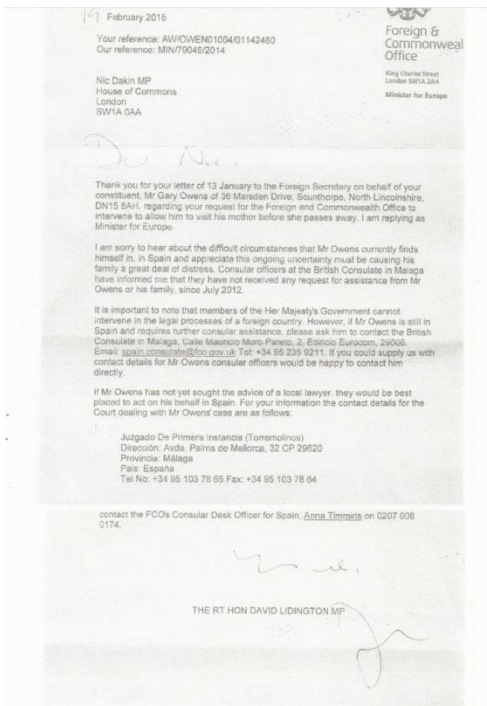 February 2015
Your reference: AW/OWEN01004/01142480
Our reference: MIN/79046/2014
Foreign &
Commonweal
Office
King Charles Street
London SW1A 2AH
Minister for Europe
Nic Dakin MP
House of Commons
London
SW1A 0AA
Nic.
Thank you for your letter of 13 January to the Foreign Secretary on behalf of your
constituent, Mr Gary Owens of 36 Marsden Drive, Scunthorpe, North Lincolnshire,
DN15 8AH, regarding your request for the Foreign and Commonwealth Office to
intervene to allow him to visit his mother before she passes away. I am replying as
Minister for Europe.
I am sorry to hear about the difficult circumstances that Mr Owens currently finds
himself in, in Spain and appreciate this ongoing uncertainty must be causing his
family a great deal of distress. Consular officers at the British Consulate in Malaga
have informed me that they have not received any request for assistance from Mr
Owens or his family, since July 2012.
It is important to note that members of the Her Majesty's Government cannot
intervene in the legal processes of a foreign country. However, if Mr Owens is still in
Spain and requires further consular assistance, please ask him to contact the British
Consulate in Malaga, Calle Mauricio Moro Pareto, 2, Edificio Eurocom, 29006.
Email: spain.consulate@fco.gov.uk Tel: +34 95 235 9211. If you could supply us with
contact details for Mr Owens consular officers would be happy to contact him
directly.
If Mr Owens has not yet sought the advice of a local lawyer, they would be best
placed to act on his behalf in Spain. For your information the contact details for the
Court dealing with Mr Owens' case are as follows:
Juzgado De Primera Instancia (Torremolinos)
Dirección: Avda. Palma de Mallorca, 32 CP 29620
Provincia: Málaga
Pais: España
Tel No: +34 95 103 78 65 Fax: +34 95 103 78 64
contact the FCOs Consular Desk Officer for Spain, Anna Timmins on 0207 008
0174.
THE RT HON DAVID LIDINGTON MP